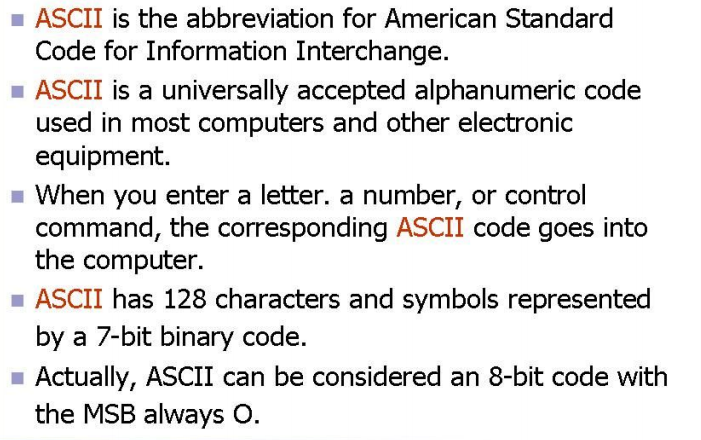 ASCII is the abbreviation for American Standard
Code for Information Interchange.
ASCII is a universally accepted alphanumeric code
used in most computers and other electronic
equipment.
When you enter a letter. a number, or control
command, the corresponding ASCII code goes into
the computer.
ASCII has 128 characters and symbols represented
by a 7-bit binary code.
Actually, ASCII can be considered an 8-bit code with
the MSB always O.